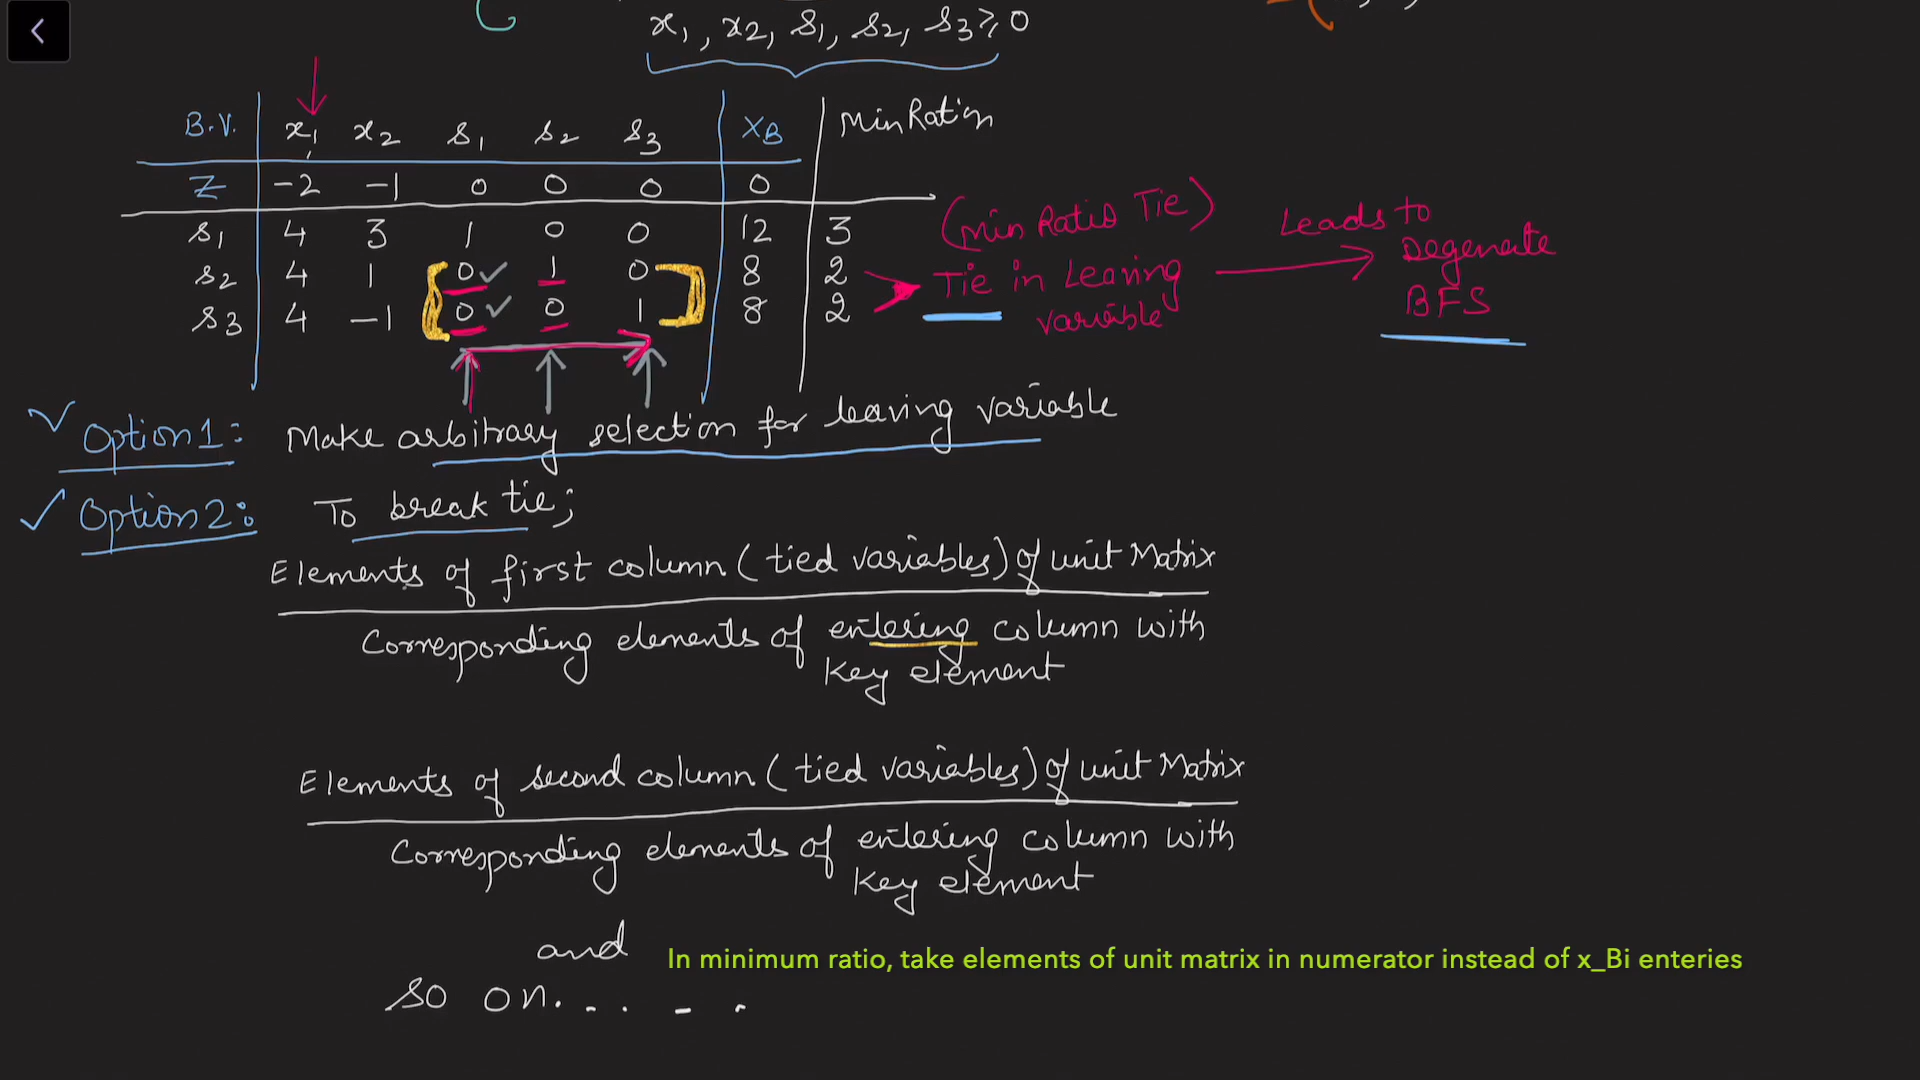 x1, x2, s1, s2, s3 ≥ 0
B.V. x1 x2 s1 s2 s3 XB Min Ration
Z -2 -1 0 0 0 0
s1 4 3 1 0 0 12 3
s2 4 1 0 ✓ 1 0 8 2
s3 4 -1 0 ✓ 0 1 8 2
(Min Ratio Tie)
Tie in Leaving
variable
Leads to
Degenate
BFS
✓ Option 1: Make arbitrary selection for leaving variable
✓ Option 2: To break tie;
Elements of first column (tied variables) of unit Matrix
Corresponding elements of entering column with
Key element
Elements of second column (tied variables) of unit Matrix
Corresponding elements of entering column with
Key element
and
In minimum ratio, take elements of unit matrix in numerator instead of x_Bi enteries
so on. . . - .